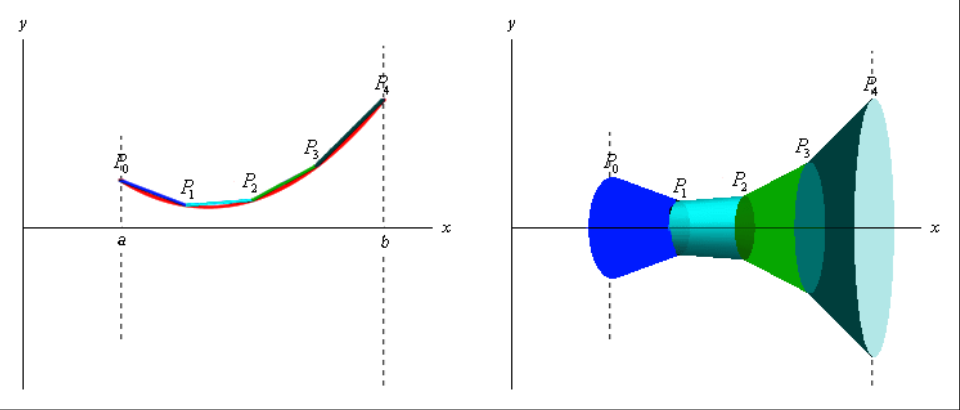 y
P₀
P₁
P₂
P₃
P₄
x
a
b
y
P₀
P₁
P₂
P₃
P₄
x